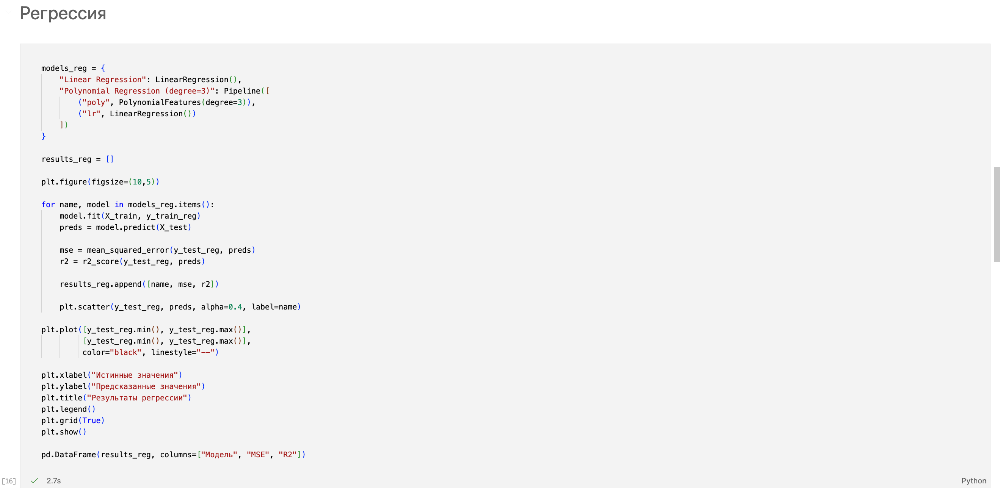 Регрессия
models_reg = {
    "Linear Regression": LinearRegression(),
    "Polynomial Regression (degree=3)": Pipeline([
        ("poly", PolynomialFeatures(degree=3)),
        ("lr", LinearRegression())
    ])
}
results_reg = []
plt.figure(figsize=(10,5))
for name, model in models_reg.items():
    model.fit(X_train, y_train_reg)
    preds = model.predict(X_test)
    mse = mean_squared_error(y_test_reg, preds)
    r2 = r2_score(y_test_reg, preds)
    results_reg.append([name, mse, r2])
    plt.scatter(y_test_reg, preds, alpha=0.4, label=name)
plt.plot([y_test_reg.min(), y_test_reg.max()],
         [y_test_reg.min(), y_test_reg.max()],
         color="black", linestyle="--")
plt.xlabel("Истинные значения")
plt.ylabel("Предсказанные значения")
plt.title("Результаты регрессии")
plt.legend()
plt.grid(True)
plt.show()
pd.DataFrame(results_reg, columns=["Модель", "MSE", "R2"])
[16] 2.7s Python